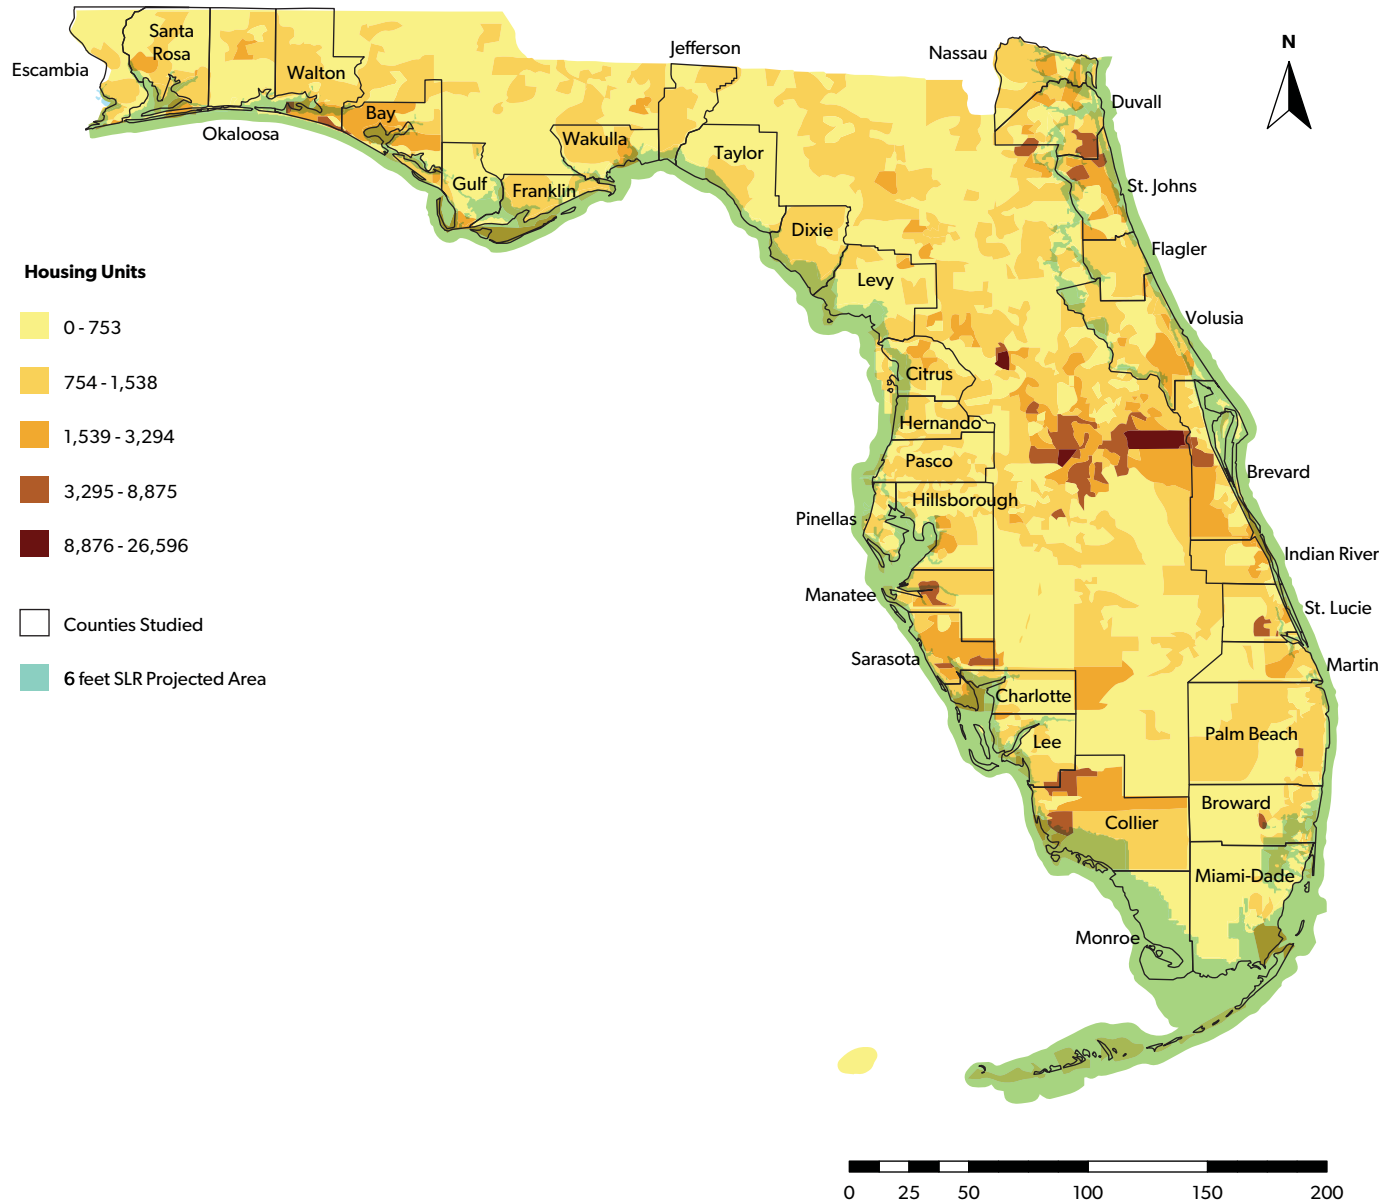 Santa
Rosa
Escambia
Walton
Okaloosa
Bay
Gulf
Franklin
Wakulla
Jefferson
Taylor
Dixie
Levy
Nassau
N
Duvall
St. Johns
Flagler
Volusia
Citrus
Hernando
Pasco
Hillsborough
Pinellas
Brevard
Indian River
Manatee
St. Lucie
Sarasota
Martin
Charlotte
Lee
Palm Beach
Broward
Collier
Miami-Dade
Monroe
Housing Units
0 - 753
754 - 1,538
1,539 - 3,294
3,295 - 8,875
8,876 - 26,596
Counties Studied
6 feet SLR Projected Area
0 25 50 100 150 200